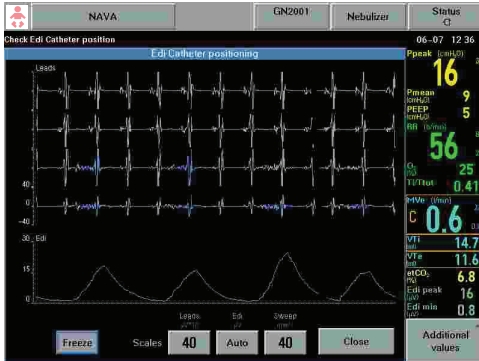 NAVA
GN2001
Nebulizer
Status
Check Edi Catheter position
06-07 12:36
Edi Catheter positioning
Leads
40
0
-40
30 Edi
15
0
Ppeak (cmH2O)
16
Pmean
(cmH2O)
9
PEEP
(cmH2O)
5
RR (b/min)
56
O2
(%)
25
Ti/Ttot
0.41
MVe (l/min)
C 0.6
VTi
(ml)
14.7
VTe
(ml)
11.6
etCO2
(%)
6.8
Edi peak
(µV)
16
Edi min
(µV)
0.8
Leads
Edi
µV
Sweep
Freeze
Scales
40
Auto
40
Close
Additional
values